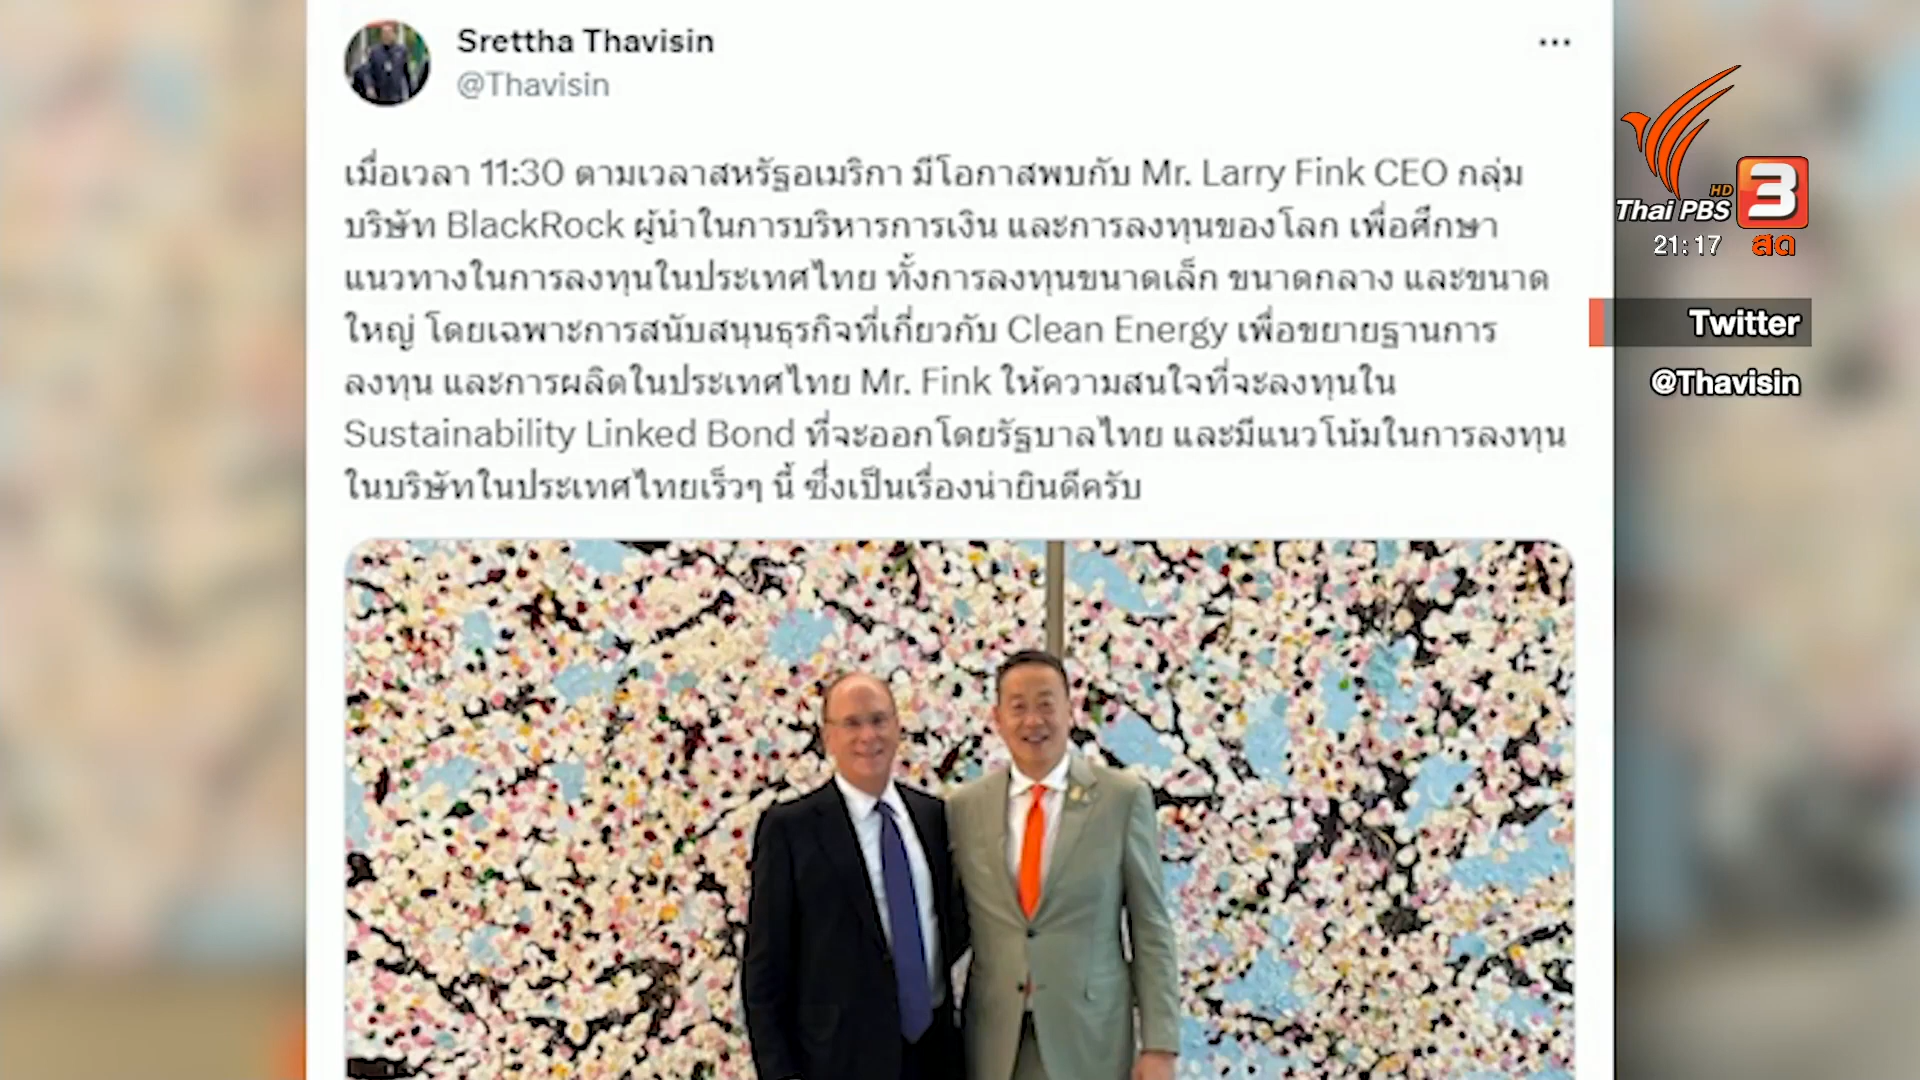 Srettha Thavisin
@Thavisin
เมื่อเวลา 11:30 ตามเวลาสหรัฐอเมริกา มีโอกาสพบกับ Mr. Larry Fink CEO กลุ่ม
บริษัท BlackRock ผู้นำในการบริหารการเงิน และการลงทุนของโลก เพื่อศึกษา
แนวทางในการลงทุนในประเทศไทย ทั้งการลงทุนขนาดเล็ก ขนาดกลาง และขนาด
ใหญ่ โดยเฉพาะการสนับสนุนธุรกิจที่เกี่ยวกับ Clean Energy เพื่อขยายฐานการ
ลงทุน และการผลิตในประเทศไทย Mr. Fink ให้ความสนใจที่จะลงทุนใน
Sustainability Linked Bond ที่จะออกโดยรัฐบาลไทย และมีแนวโน้มในการลงทุน
ในบริษัทในประเทศไทยเร็วๆ นี้ ซึ่งเป็นเรื่องน่ายินดีครับ
Thai PBS HD 3
21:17 สด
Twitter
@Thavisin